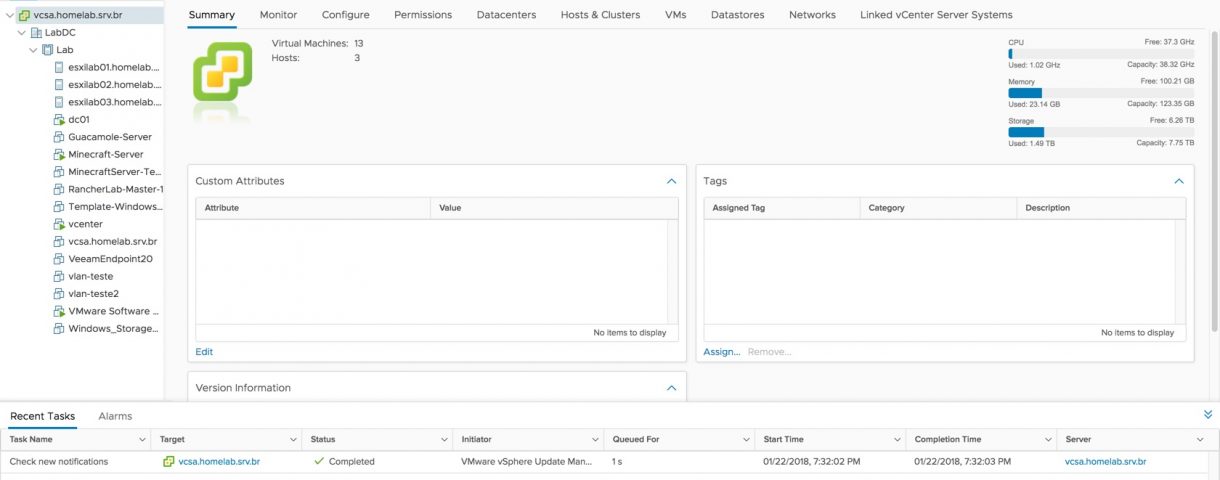 vcsa.homelab.srv.br
LabDC
Lab
esxilab01.homelab....
esxilab02.homelab....
esxilab03.homelab....
dc01
Guacamole-Server
Minecraft-Server
MinecraftServer-Te...
RancherLab-Master-1
Template-Windows...
vcenter
vcsa.homelab.srv.br
VeeamEndpoint20
vlan-teste
vlan-teste2
VMware Software ...
Windows_Storage...
Summary Monitor Configure Permissions Datacenters Hosts & Clusters VMs Datastores Networks Linked vCenter Server Systems
Virtual Machines: 13
Hosts: 3
CPU Free: 37.3 GHz
Used: 1.02 GHz Capacity: 38.32 GHz
Memory Free: 100.21 GB
Used: 23.14 GB Capacity: 123.35 GB
Storage Free: 6.26 TB
Used: 1.49 TB Capacity: 7.75 TB
Custom Attributes
Attribute Value
No items to display
Edit
Tags
Assigned Tag Category Description
No items to display
Assign... Remove...
Version Information
Recent Tasks Alarms
Task Name Target Status Initiator Queued For Start Time Completion Time Server
Check new notifications vcsa.homelab.srv.br Completed VMware vSphere Update Man... 1 s 01/22/2018, 7:32:02 PM 01/22/2018, 7:32:03 PM vcsa.homelab.srv.br